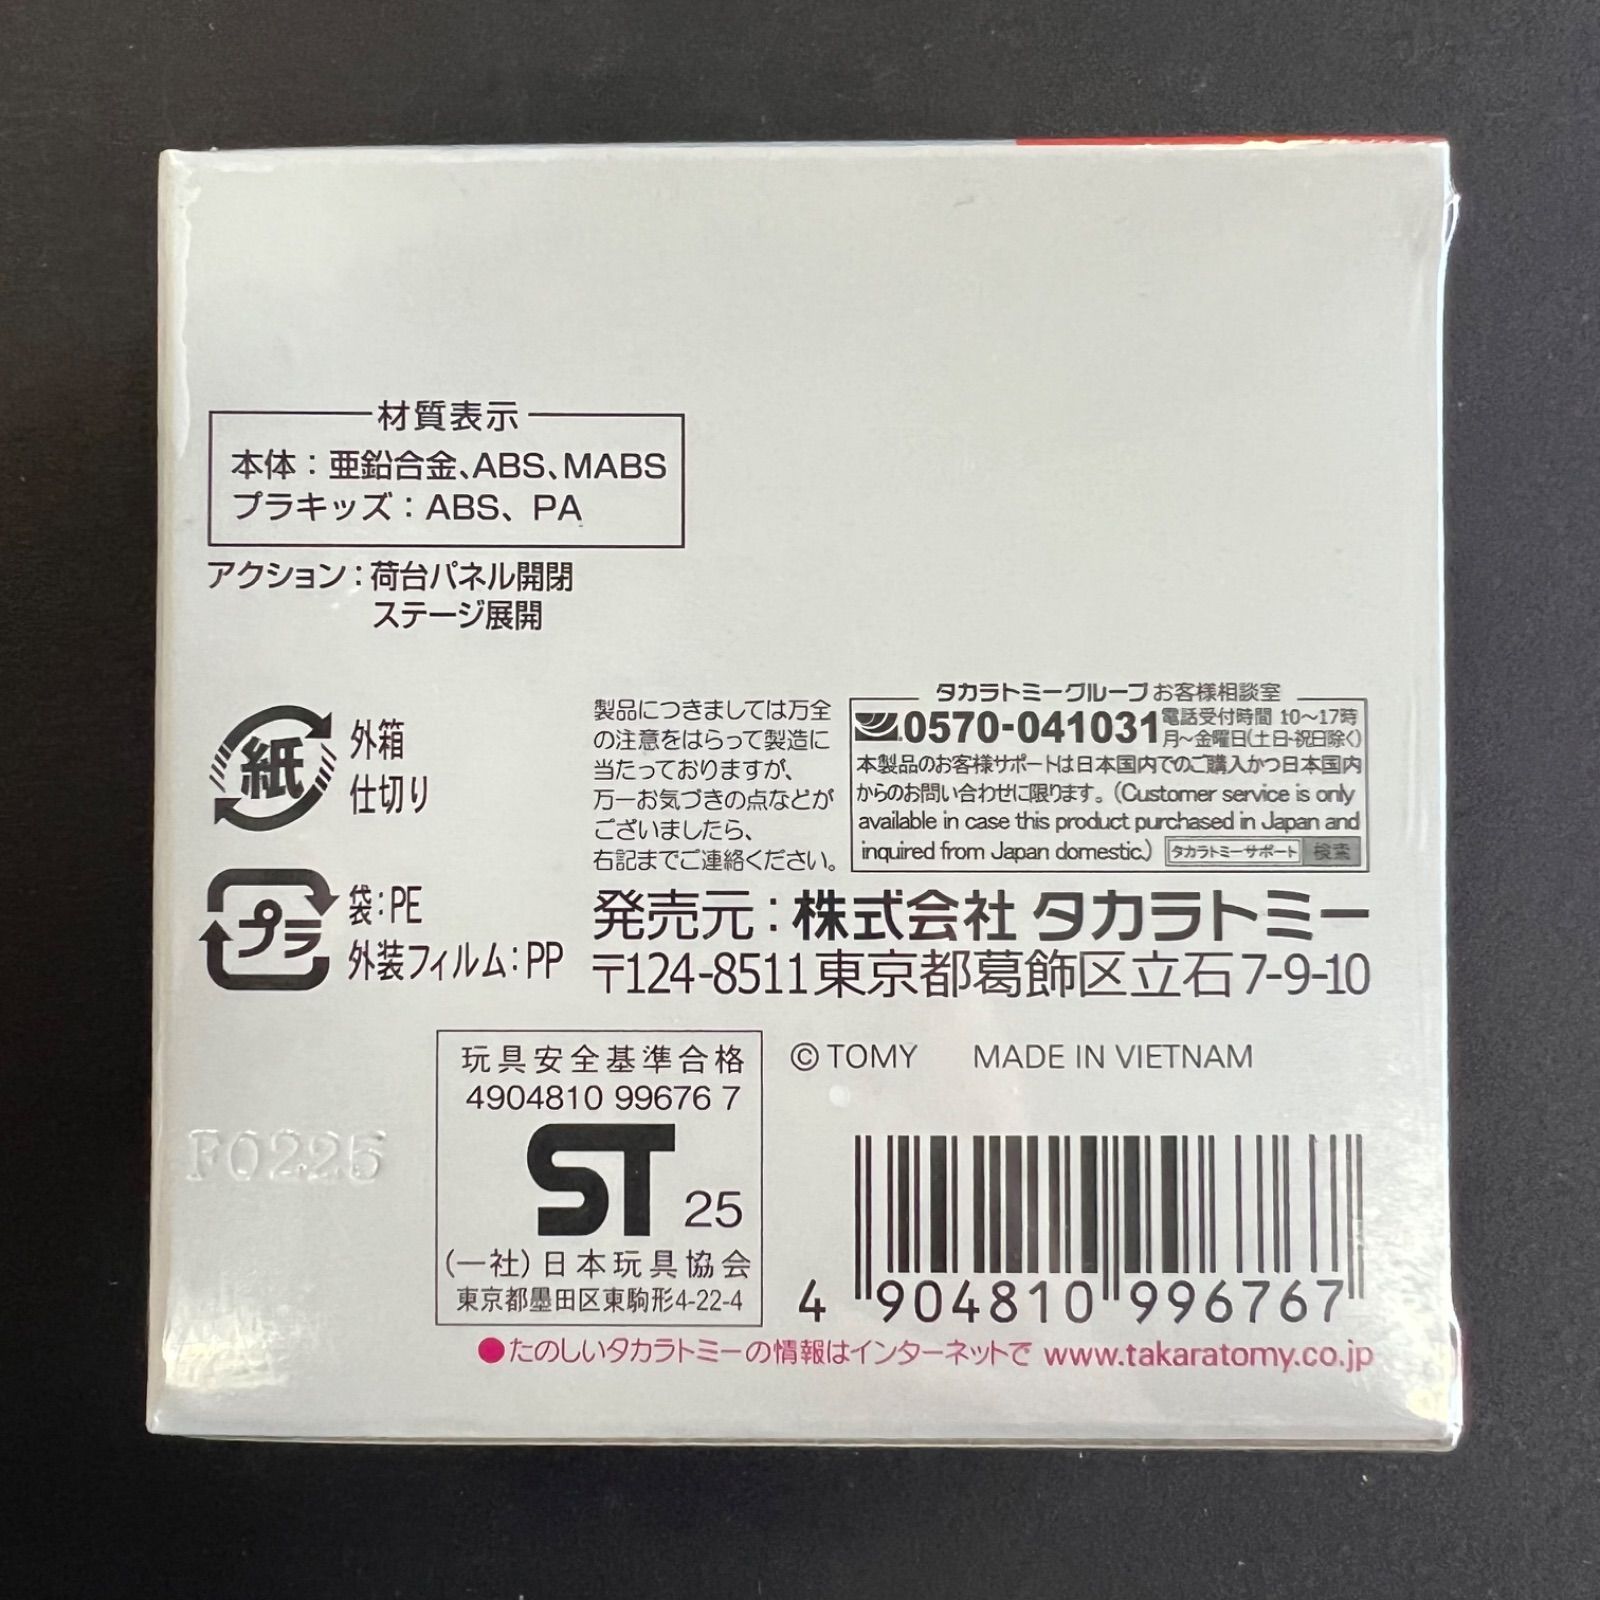 材質表示
本体：亜鉛合金、ABS、MABS
プラキッズ：ABS、PA
アクション：荷台パネル開閉
ステージ展開
紙
外箱
仕切り
プラ
袋：PE
外装フィルム：PP
製品につきましては万全
の注意をはらって製造に
当たっておりますが、
万一お気づきの点などが
ございましたら、
右記までご連絡ください。
タカラトミーグループお客様相談室
0570-041031
電話受付時間 10～17時
月～金曜日(土日・祝日除く)
本製品のお客様サポートは日本国内でのご購入かつ日本国内
からのお問い合わせに限ります。(Customer service is only
available in case this product purchased in Japan and
inquired from Japan domestic.)
タカラトミーサポート 検索
発売元：株式会社 タカラトミー
〒124-8511 東京都葛飾区立石7-9-10
玩具安全基準合格
4904810 99676 7
ST 25
(一社)日本玩具協会
東京都墨田区東駒形4-22-4
© TOMY MADE IN VIETNAM
F0225
4 904810 996767
●たのしいタカラトミーの情報はインターネットで www.takaratomy.co.jp